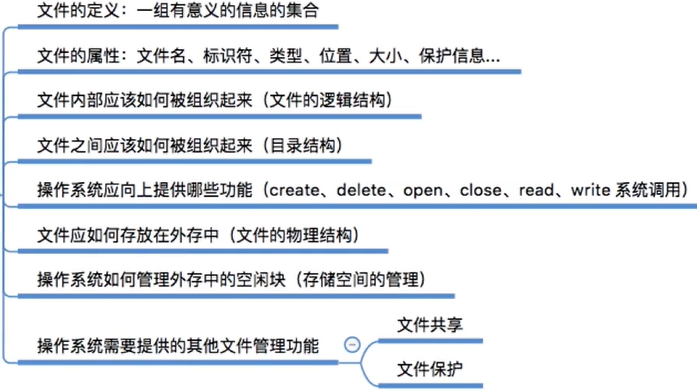 文件的定义：一组有意义的信息的集合
文件的属性：文件名、标识符、类型、位置、大小、保护信息...
文件内部应该如何被组织起来（文件的逻辑结构）
文件之间应该如何被组织起来（目录结构）
操作系统应向上提供哪些功能（create、delete、open、close、read、write 系统调用）
文件应如何存放在外存中（文件的物理结构）
操作系统如何管理外存中的空闲块（存储空间的管理）
操作系统需要提供的其他文件管理功能
文件共享
文件保护